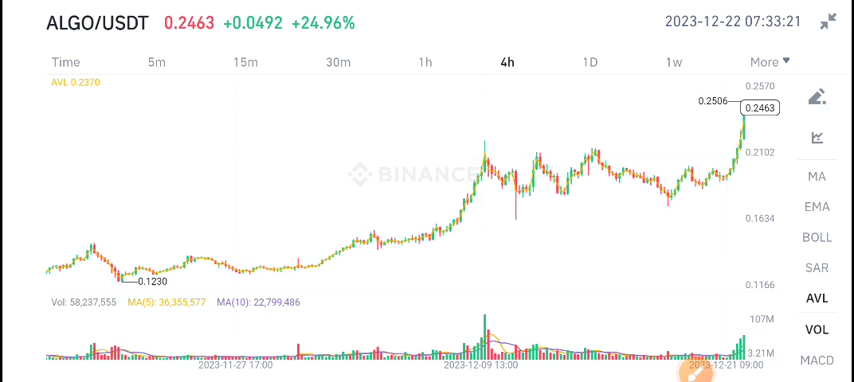 ALGO/USDT 0.2463 +0.0492 +24.96% 2023-12-22 07:33:21
Time 5m 15m 30m 1h 4h 1D 1w More
AVL 0.2370
0.2570
0.2506
0.2463
0.2102
BINANCE
MA
EMA
0.1634
BOLL
SAR
0.1230
0.1166
Vol: 58,237,555 MA(5): 36,355,577 MA(10): 22,799,486
AVL
107M
VOL
3.21M
MACD
2023-11-27 17:00 2023-12-09 13:00 2023-12-21 09:00